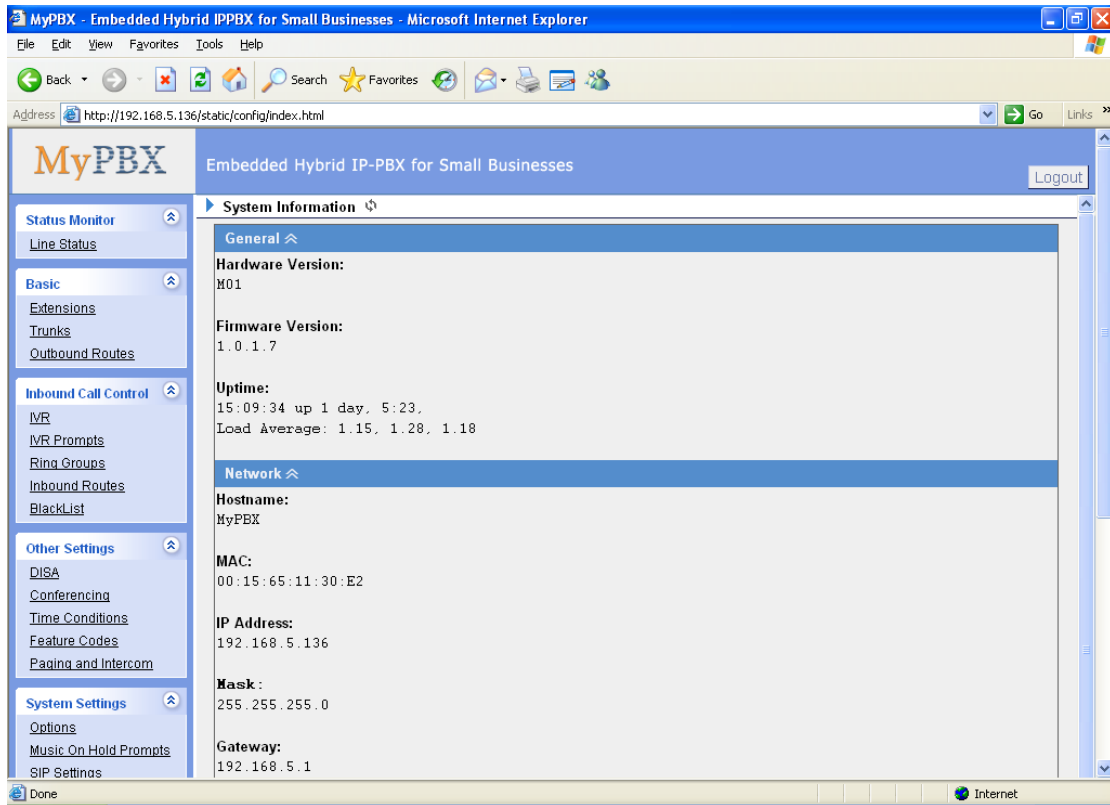 MyPBX - Embedded Hybrid IPPBX for Small Businesses - Microsoft Internet Explorer
File Edit View Favorites Tools Help
Back Search Favorites
Address http://192.168.5.136/static/config/index.html Go Links »
MyPBX Embedded Hybrid IP-PBX for Small Businesses
Logout
Status Monitor
Line Status
Basic
Extensions
Trunks
Outbound Routes
Inbound Call Control
IVR
IVR Prompts
Ring Groups
Inbound Routes
BlackList
Other Settings
DISA
Conferencing
Time Conditions
Feature Codes
Paging and Intercom
System Settings
Options
Music On Hold Prompts
SIP Settings
System Information
General
Hardware Version:
M01
Firmware Version:
1.0.1.7
Uptime:
15:09:34 up 1 day, 5:23,
Load Average: 1.15, 1.28, 1.18
Network
Hostname:
MyPBX
MAC:
00:15:65:11:30:E2
IP Address:
192.168.5.136
Mask:
255.255.255.0
Gateway:
192.168.5.1
Done Internet